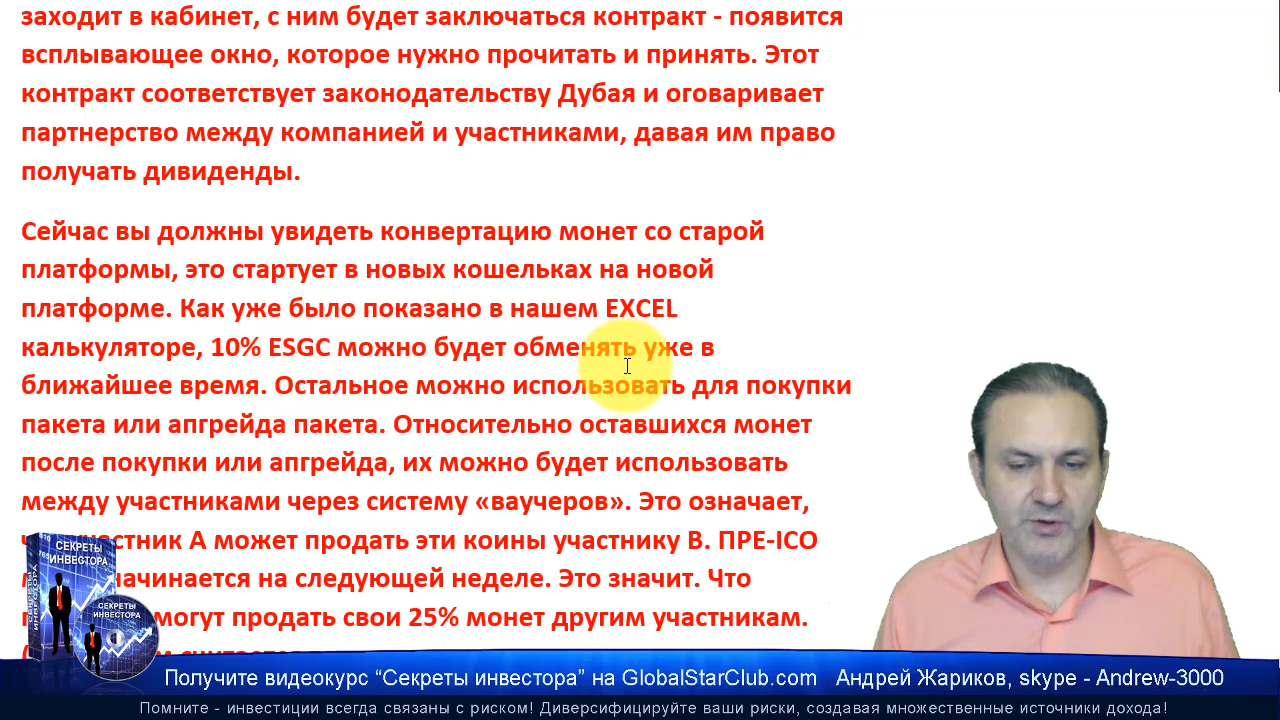 заходит в кабинет, с ним будет заключаться контракт - появится
всплывающее окно, которое нужно прочитать и принять. Этот
контракт соответствует законодательству Дубая и оговаривает
партнерство между компанией и участниками, давая им право
получать дивиденды.
Сейчас вы должны увидеть конвертацию монет со старой
платформы, это стартует в новых кошельках на новой
платформе. Как уже было показано в нашем EXCEL
калькуляторе, 10% ESGC можно будет обменять уже в
ближайшее время. Остальное можно использовать для покупки
пакета или апгрейда пакета. Относительно оставшихся монет
после покупки или апгрейда, их можно будет использовать
между участниками через систему «ваучеров». Это означает,
А может продать эти коины участнику В. ПРЕ-ICO
начинается на следующей неделе. Это значит. Что
могут продать свои 25% монет другим участникам.
СЕКРЕТЫ
ИНВЕСТОРА
СЕКРЕТЫ
ИНВЕСТОРА
Получите видеокурс “Секреты инвестора” на GlobalStarClub.com Андрей Жариков, skype - Andrew-3000
Помните - инвестиции всегда связаны с риском! Диверсифицируйте ваши риски, создавая множественные источники дохода!